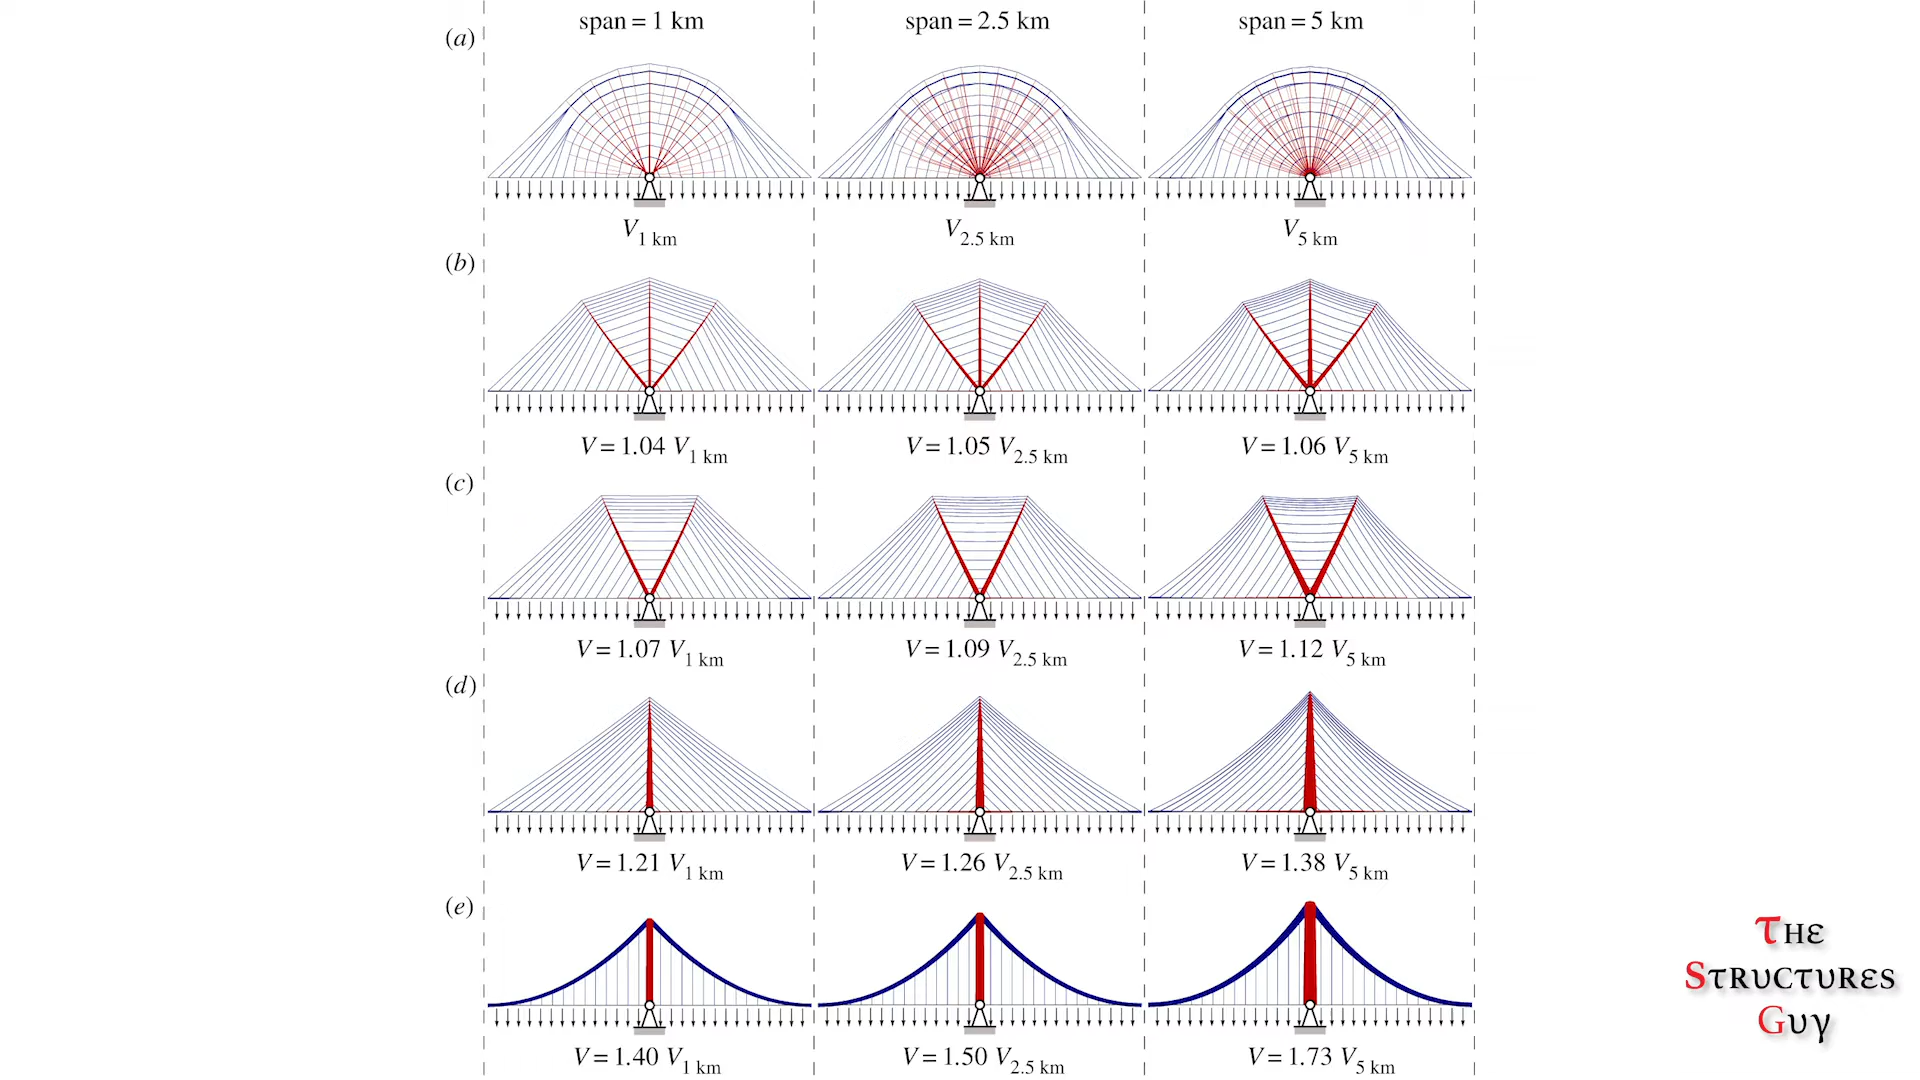 span = 1 km span = 2.5 km span = 5 km
(a)
V1 km V2.5 km V5 km
(b)
V = 1.04 V1 km V = 1.05 V2.5 km V = 1.06 V5 km
(c)
V = 1.07 V1 km V = 1.09 V2.5 km V = 1.12 V5 km
(d)
V = 1.21 V1 km V = 1.26 V2.5 km V = 1.38 V5 km
(e)
V = 1.40 V1 km V = 1.50 V2.5 km V = 1.73 V5 km
τhε
Sτrυcτυrεs
Gυγ